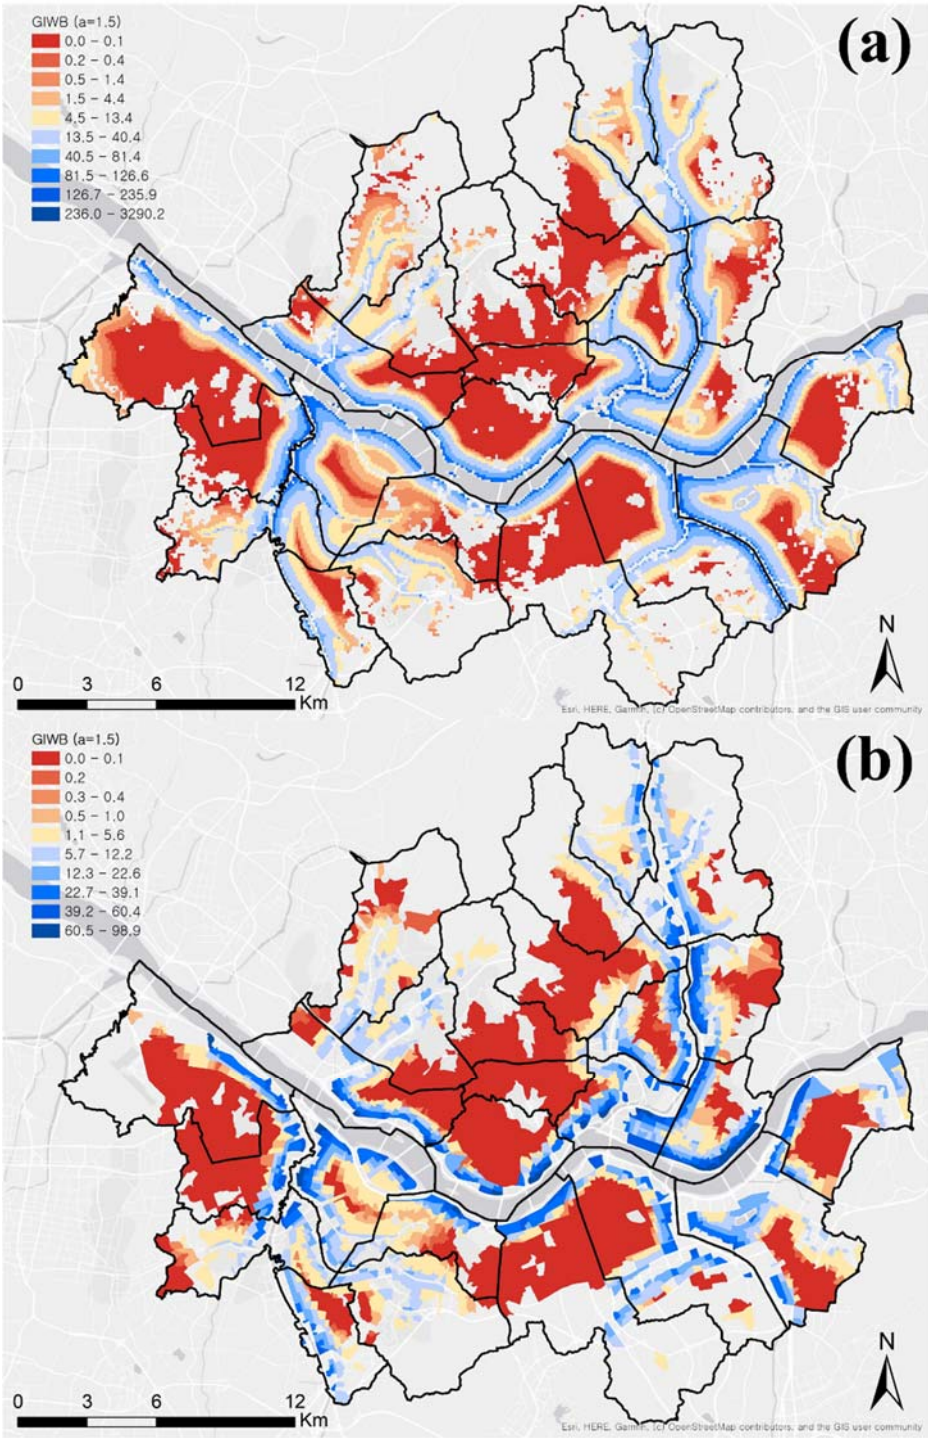 GIWB (a=1.5)
0.0 - 0.1
0.2 - 0.4
0.5 - 1.4
1.5 - 4.4
4.5 - 13.4
13.5 - 40.4
40.5 - 81.4
81.5 - 126.6
126.7 - 235.9
236.0 - 3290.2
(a)
N
0 3 6 12
Km
Esri, HERE, Garmin, (c) OpenStreetMap contributors, and the GIS user community
GIWB (a=1.5)
0.0 - 0.1
0.2
0.3 - 0.4
0.5 - 1.0
1.1 - 5.6
5.7 - 12.2
12.3 - 22.6
22.7 - 39.1
39.2 - 60.4
60.5 - 98.9
(b)
N
0 3 6 12
Km
Esri, HERE, Garmin, (c) OpenStreetMap contributors, and the GIS user community